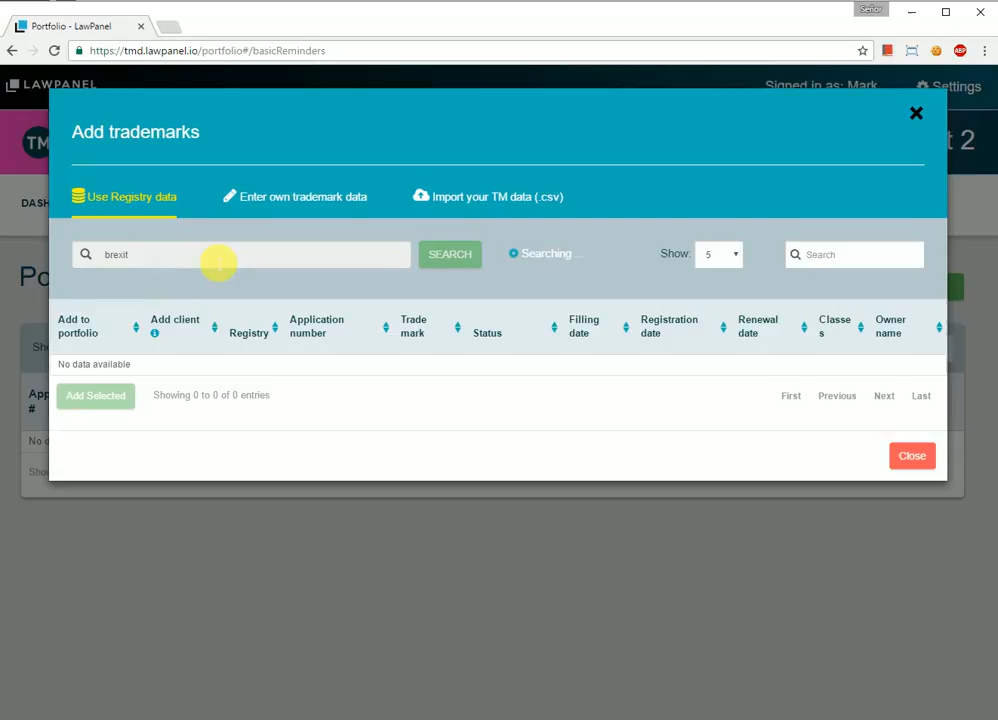 Señor
Portfolio - LawPanel
https://tmd.lawpanel.io/portfolio#/basicReminders
ABP
LAWPANEL
Signed in as: Mark
Settings
Add trademarks
TM
t 2
Use Registry data
Enter own trademark data
Import your TM data (.csv)
DASH
brexit
SEARCH
Searching ...
Show:
5
Search
Po
Add to portfolio
Add client
Registry
Application number
Trade mark
Status
Filling date
Registration date
Renewal date
Classe s
Owner name
Sho
No data available
App #
Add Selected
Showing 0 to 0 of 0 entries
First
Previous
Next
Last
No d
Close
Show